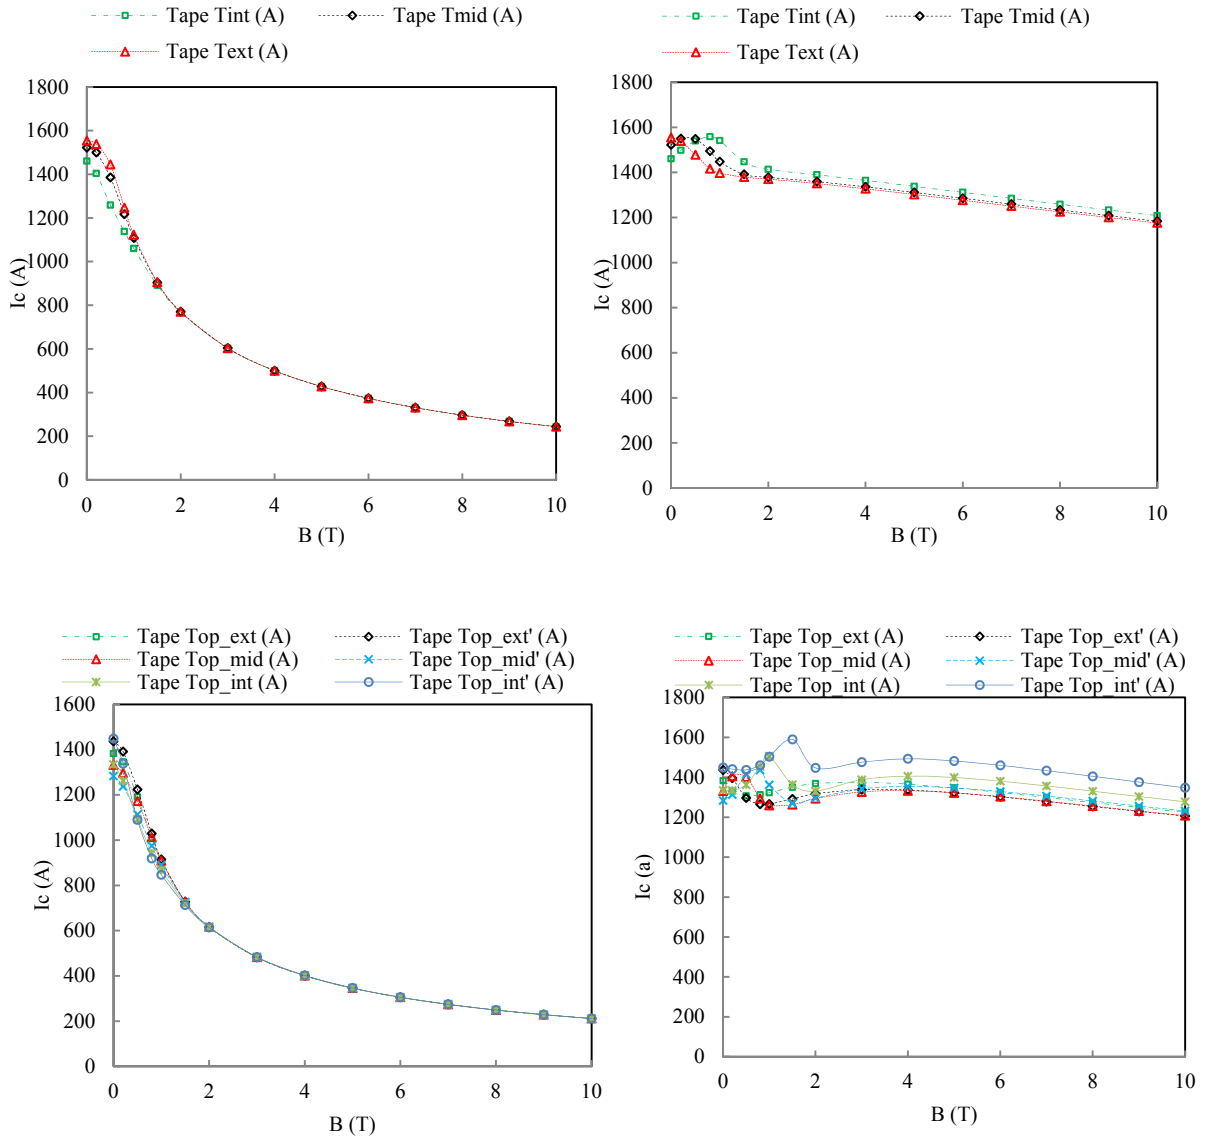 Tape Tint (A)
Tape Tmid (A)
Tape Text (A)
1800
1600
1400
1200
1000
800
600
400
200
0
Ic (A)
0 2 4 6 8 10
B (T)
Tape Tint (A)
Tape Tmid (A)
Tape Text (A)
1800
1600
1400
1200
1000
800
600
400
200
0
Ic (A)
0 2 4 6 8 10
B (T)
Tape Top_ext (A)
Tape Top_ext' (A)
Tape Top_mid (A)
Tape Top_mid' (A)
Tape Top_int (A)
Tape Top_int' (A)
1600
1400
1200
1000
800
600
400
200
0
Ic (A)
0 2 4 6 8 10
B (T)
Tape Top_ext (A)
Tape Top_ext' (A)
Tape Top_mid (A)
Tape Top_mid' (A)
Tape Top_int (A)
Tape Top_int' (A)
1800
1600
1400
1200
1000
800
600
400
200
0
Ic (a)
0 2 4 6 8 10
B (T)